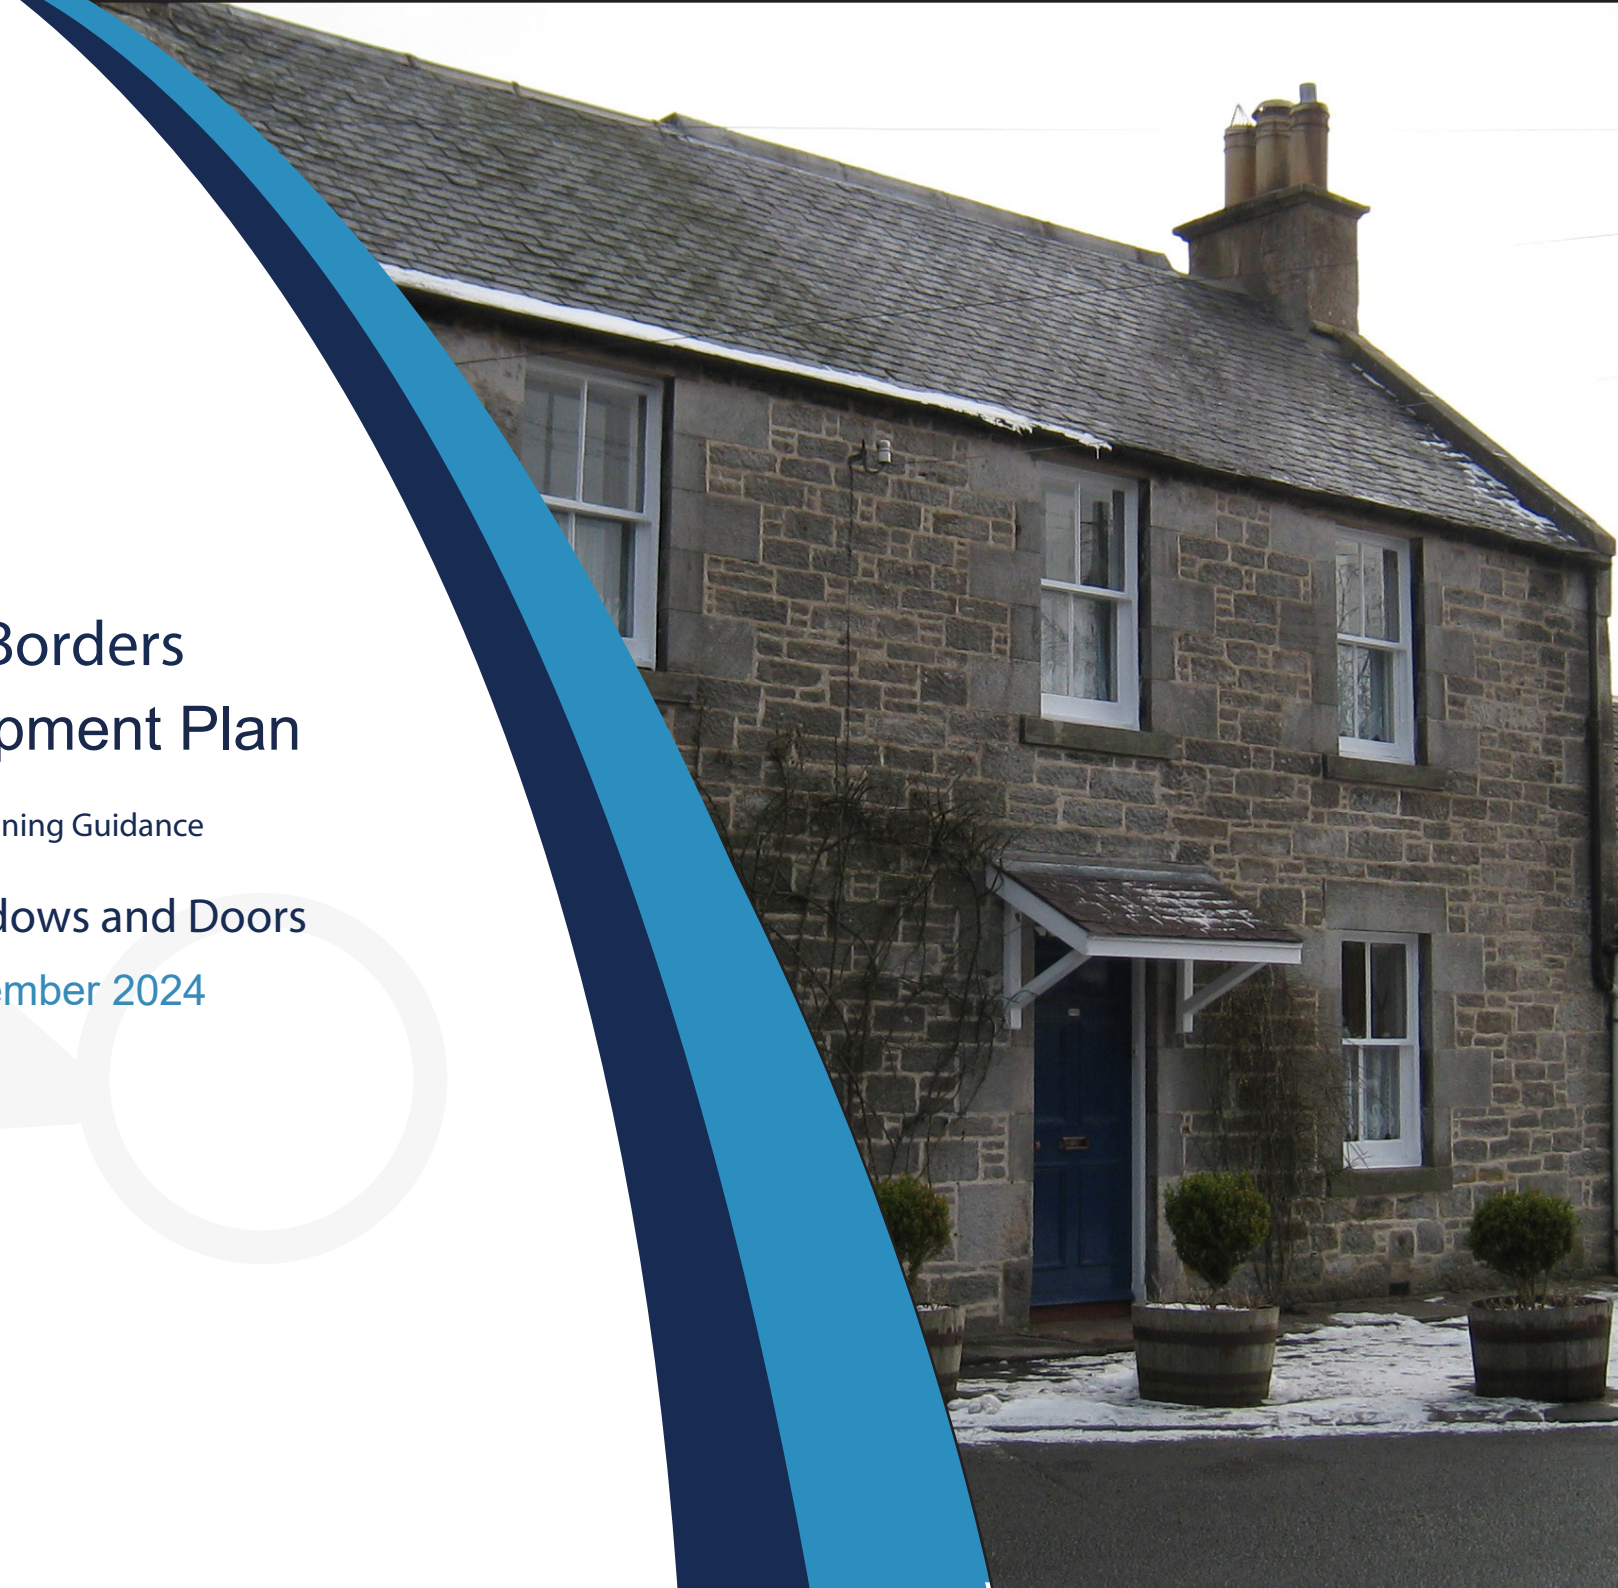 Borders
pment Plan
ning Guidance
dows and Doors
ember 2024